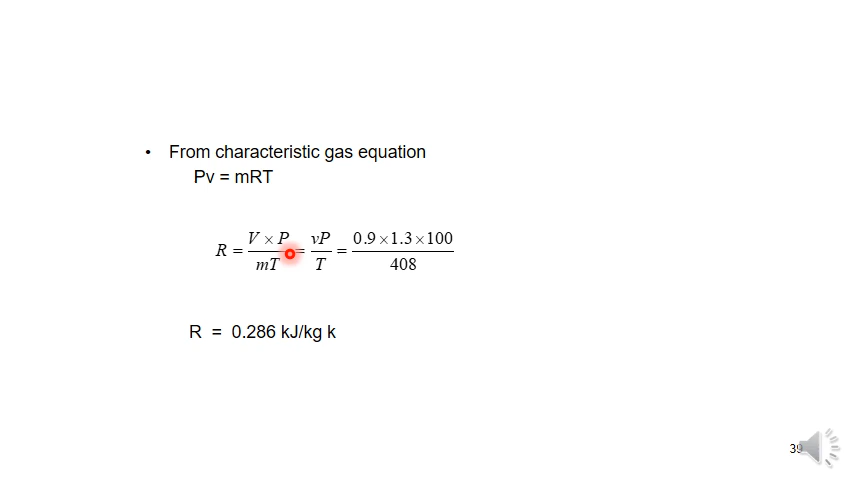 • From characteristic gas equation
Pv = mRT
R = V × P / mT = vP / T = 0.9 × 1.3 × 100 / 408
R = 0.286 kJ/kg k
39